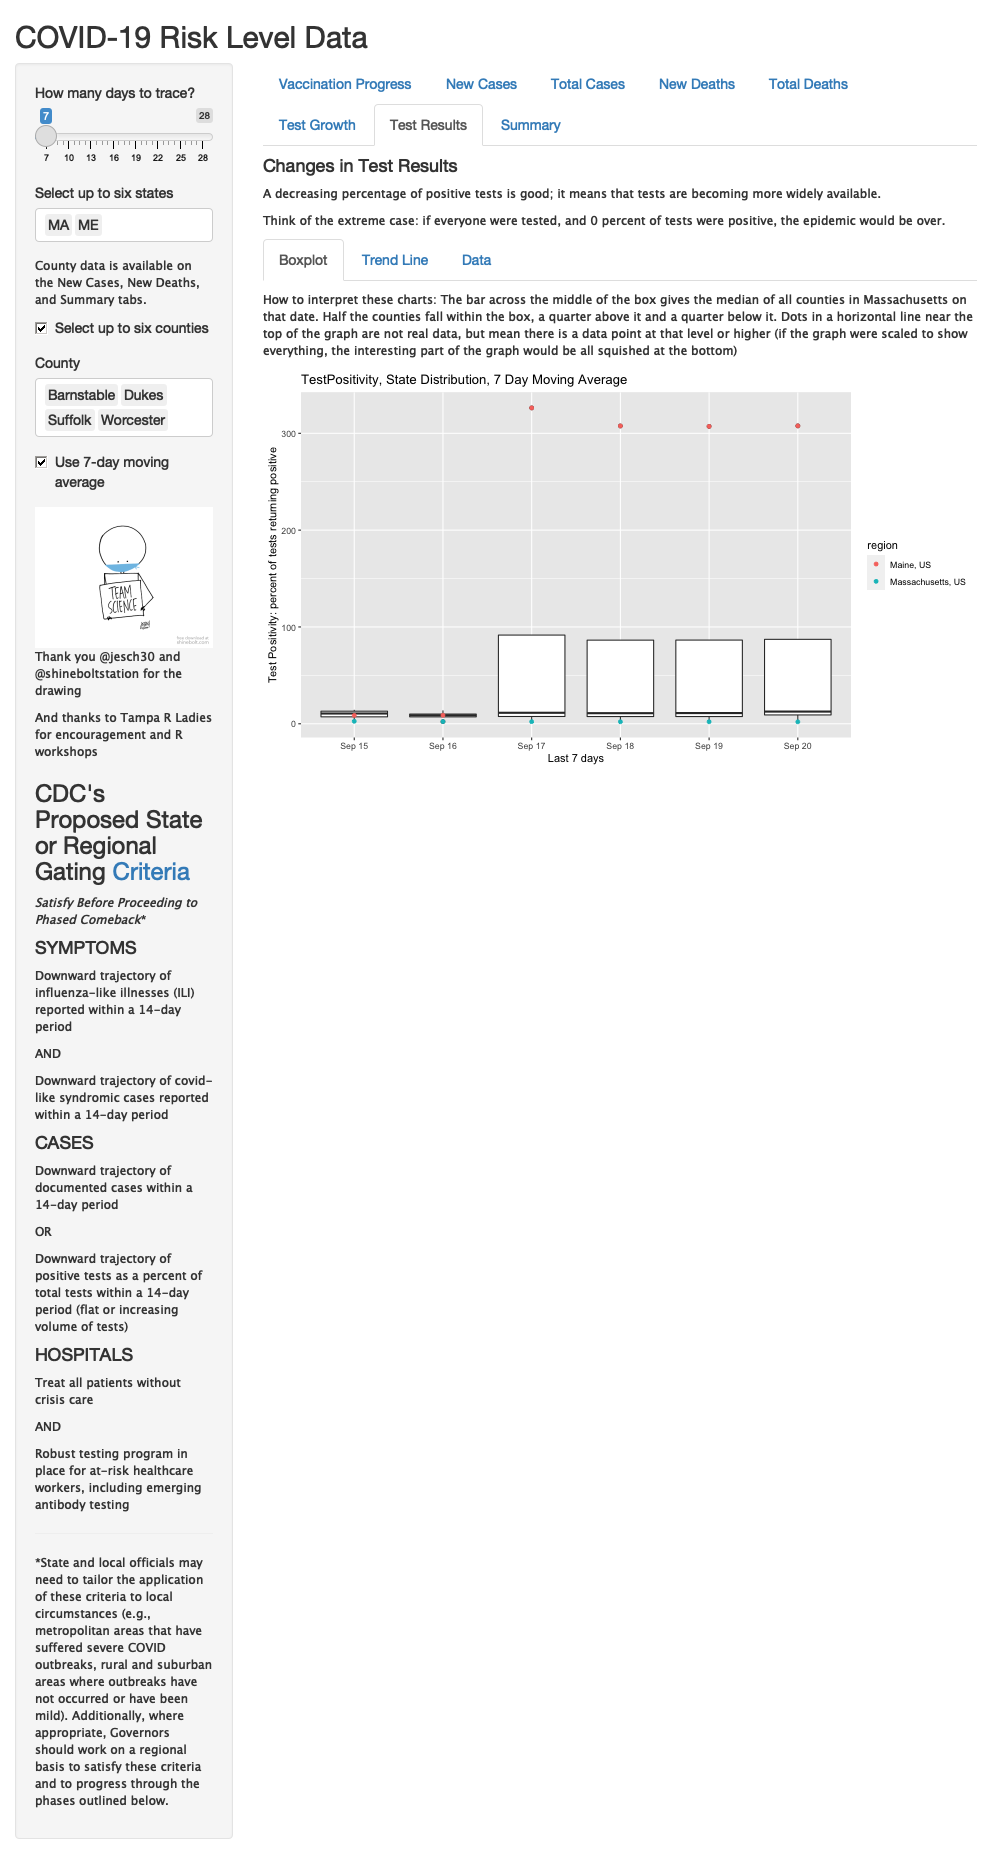 COVID-19 Risk Level Data
How many days to trace?
7
28
7 10 13 16 19 22 25 28
Select up to six states
MA ME
County data is available on
the New Cases, New Deaths,
and Summary tabs.
Select up to six counties
County
Barnstable Dukes
Suffolk Worcester
Use 7-day moving
average
TEAM
SCIENCE
Thank you @jesch30 and
@shineboltstation for the
drawing
And thanks to Tampa R Ladies
for encouragement and R
workshops
CDC's
Proposed State
or Regional
Gating Criteria
Satisfy Before Proceeding to
Phased Comeback*
SYMPTOMS
Downward trajectory of
influenza-like illnesses (ILI)
reported within a 14-day
period
AND
Downward trajectory of covid-
like syndromic cases reported
within a 14-day period
CASES
Downward trajectory of
documented cases within a
14-day period
OR
Downward trajectory of
positive tests as a percent of
total tests within a 14-day
period (flat or increasing
volume of tests)
HOSPITALS
Treat all patients without
crisis care
AND
Robust testing program in
place for at-risk healthcare
workers, including emerging
antibody testing
*State and local officials may
need to tailor the application
of these criteria to local
circumstances (e.g.,
metropolitan areas that have
suffered severe COVID
outbreaks, rural and suburban
areas where outbreaks have
not occurred or have been
mild). Additionally, where
appropriate, Governors
should work on a regional
basis to satisfy these criteria
and to progress through the
phases outlined below.
Vaccination Progress New Cases Total Cases New Deaths Total Deaths
Test Growth Test Results Summary
Changes in Test Results
A decreasing percentage of positive tests is good; it means that tests are becoming more widely available.
Think of the extreme case: if everyone were tested, and 0 percent of tests were positive, the epidemic would be over.
Boxplot Trend Line Data
How to interpret these charts: The bar across the middle of the box gives the median of all counties in Massachusetts on
that date. Half the counties fall within the box, a quarter above it and a quarter below it. Dots in a horizontal line near the
top of the graph are not real data, but mean there is a data point at that level or higher (if the graph were scaled to show
everything, the interesting part of the graph would be all squished at the bottom)
TestPositivity, State Distribution, 7 Day Moving Average
Test Positivity: percent of tests returning positive
300
200
100
0
Sep 15 Sep 16 Sep 17 Sep 18 Sep 19 Sep 20
Last 7 days
region
Maine, US
Massachusetts, US